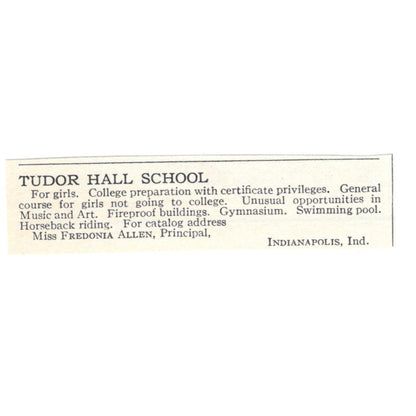 TUDOR HALL SCHOOL
For girls. College preparation with certificate privileges. General
course for girls not going to college. Unusual opportunities in
Music and Art. Fireproof buildings. Gymnasium. Swimming pool.
Horseback riding. For catalog address
Miss FREDONIA ALLEN, Principal,
INDIANAPOLIS, Ind.